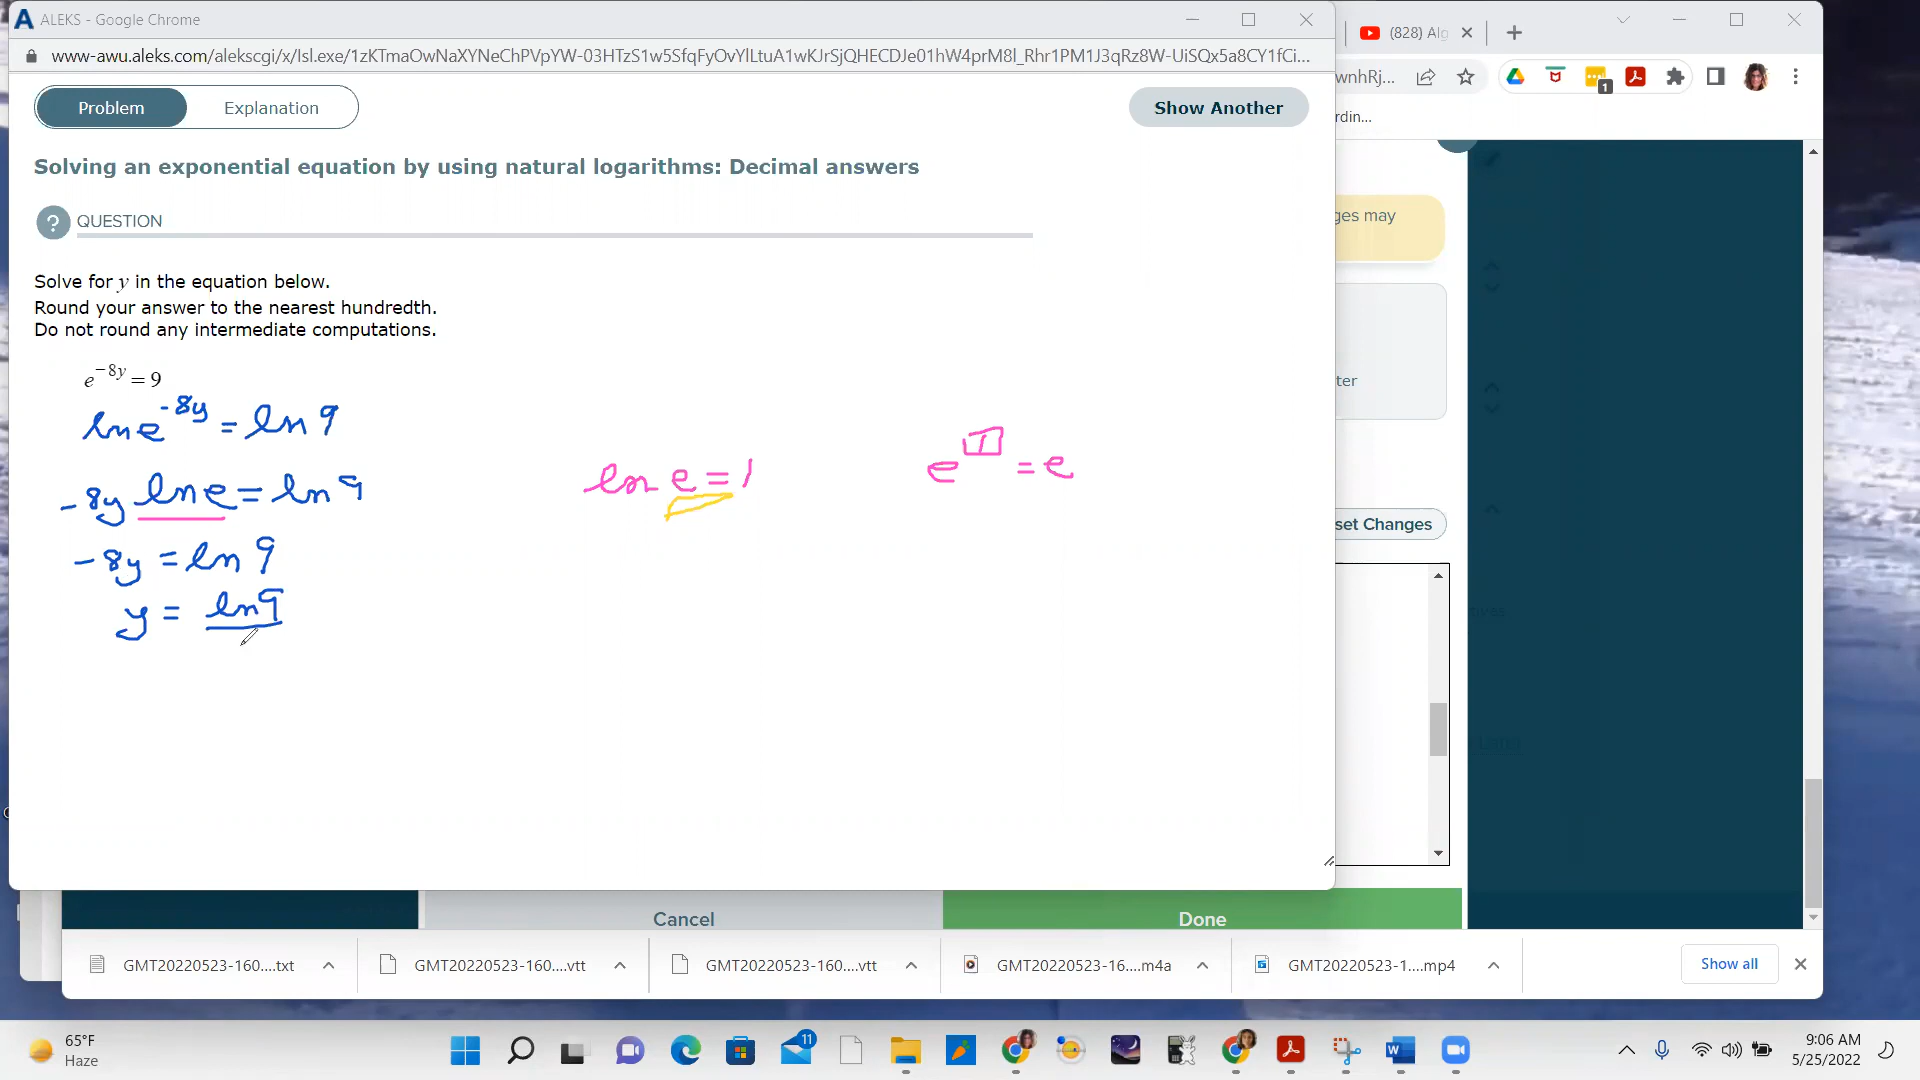 ALEKS - Google Chrome
www-awu.aleks.com/alekscgi/x/Isl.exe/1zKTmaOwNaXYNeChPVpYW-03HTzS1w5SfqFyOvYlLtuA1wKJrSjQHECDJe01hW4prM8l_Rhr1PM1J3qRz8W-UiSQx5a8CY1fCi...
(828) Alg
wnhRj...
1
rdin...
Problem
Explanation
Show Another
Solving an exponential equation by using natural logarithms: Decimal answers
? QUESTION
ges may
Solve for y in the equation below.
Round your answer to the nearest hundredth.
Do not round any intermediate computations.
e^-8y = 9
ter
ln e^-8y = ln 9
-8y ln e = ln 9
ln e = 1
e^1 = e
set Changes
-8y = ln 9
y = ln 9
Cancel
Done
GMT20220523-160....txt
GMT20220523-160....vtt
GMT20220523-160....vtt
GMT20220523-16....m4a
GMT20220523-1....mp4
Show all
65°F
Haze
11
9:06 AM
5/25/2022